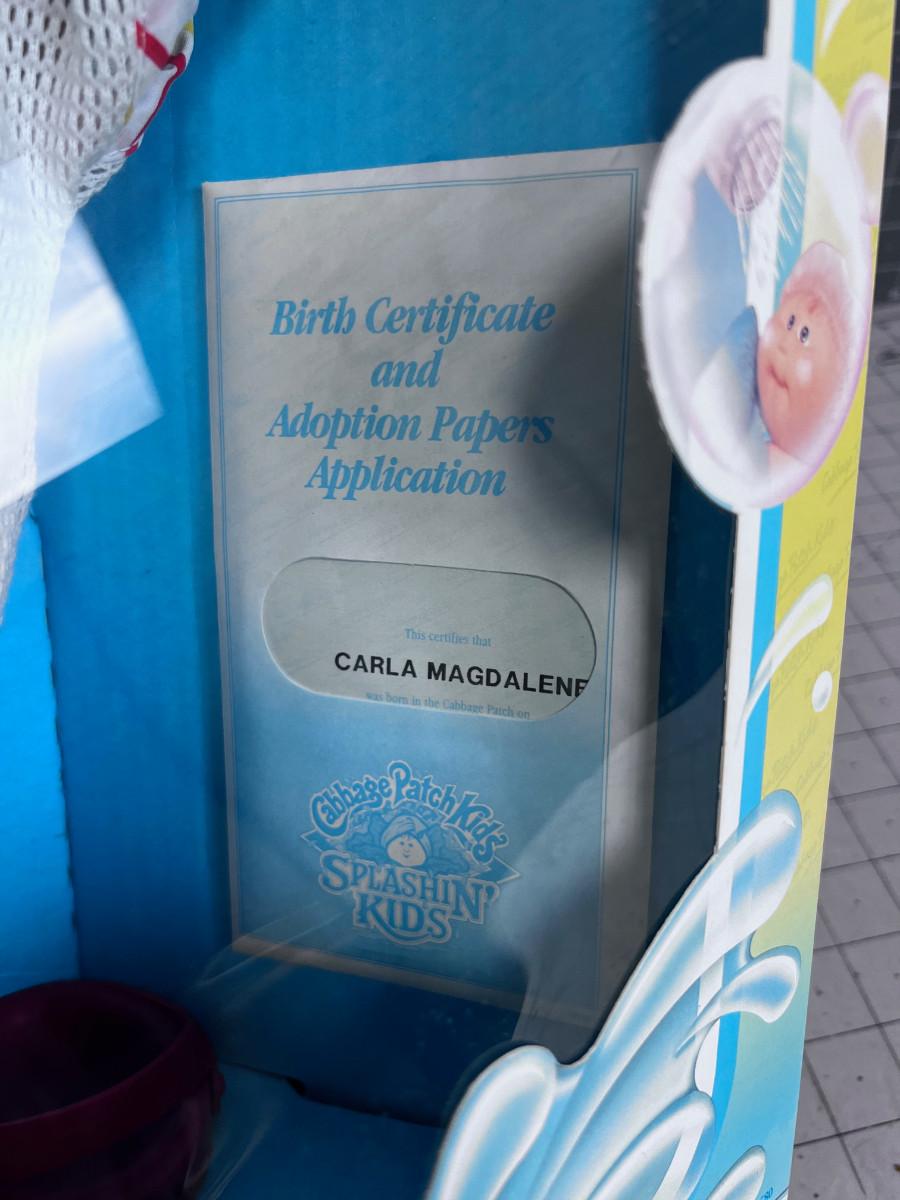 Birth Certificate
and
Adoption Papers
Application
This certifies that
CARLA MAGDALENE
was born in the Cabbage Patch on
Cabbage Patch Kids
SPLASHIN'
KIDS